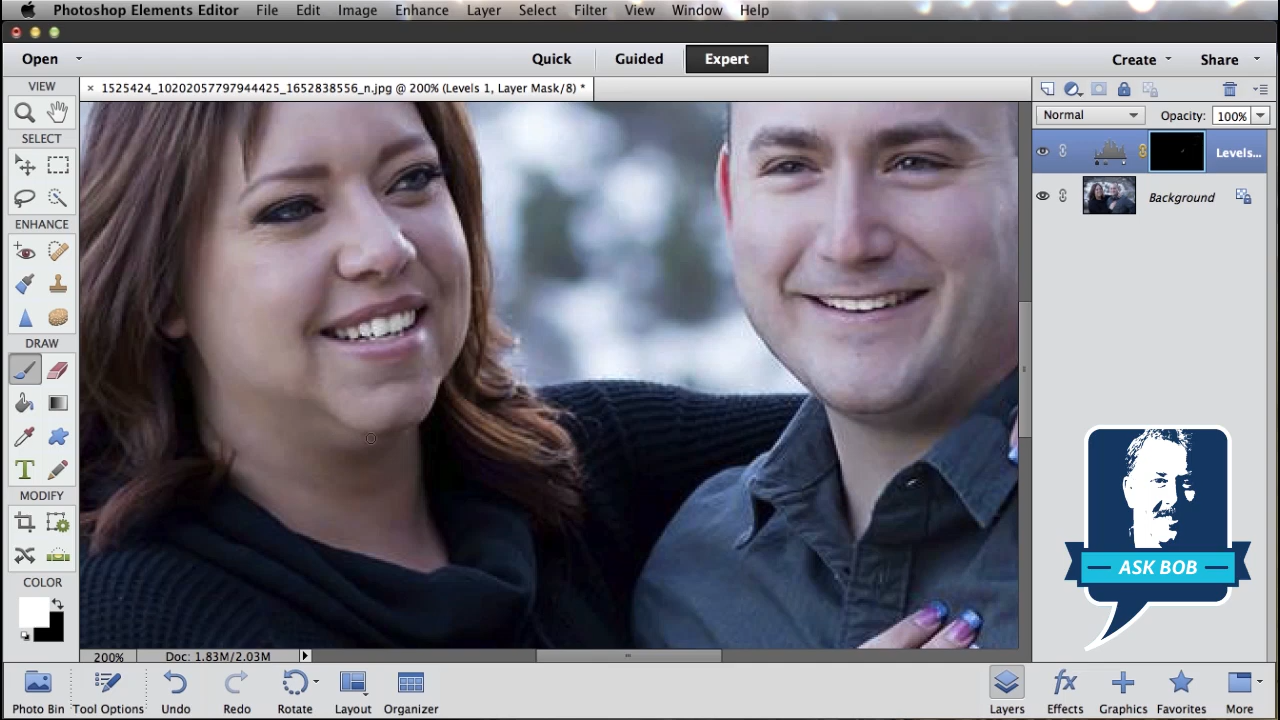 Photoshop Elements Editor File Edit Image Enhance Layer Select Filter View Window Help
Open Quick Guided Expert Create Share
VIEW × 1525424_10202057797944425_1652838556_n.jpg @ 200% (Levels 1, Layer Mask/8) *
Normal Opacity: 100%
SELECT
Levels...
Background
ENHANCE
DRAW
T
MODIFY
ASK BOB
COLOR
200% Doc: 1.83M/2.03M
fx
Photo Bin Tool Options Undo Redo Rotate Layout Organizer Layers Effects Graphics Favorites More